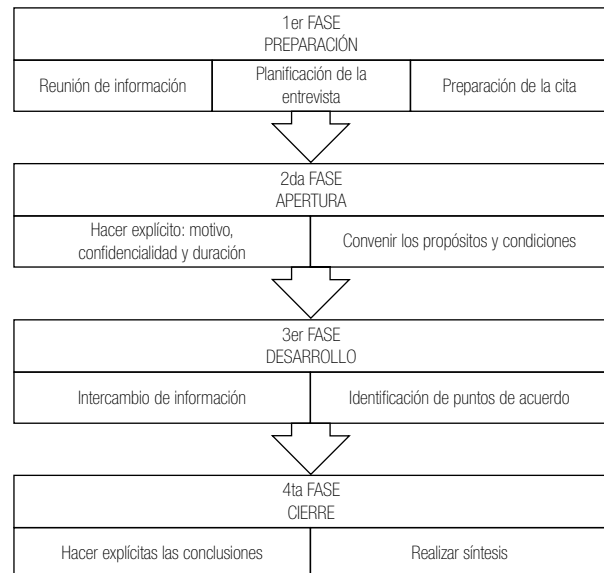 1er FASE
PREPARACIÓN
Reunión de información
Planificación de la
entrevista
Preparación de la cita
2da FASE
APERTURA
Hacer explícito: motivo,
confidencialidad y duración
Convenir los propósitos y condiciones
3er FASE
DESARROLLO
Intercambio de información
Identificación de puntos de acuerdo
4ta FASE
CIERRE
Hacer explícitas las conclusiones
Realizar síntesis